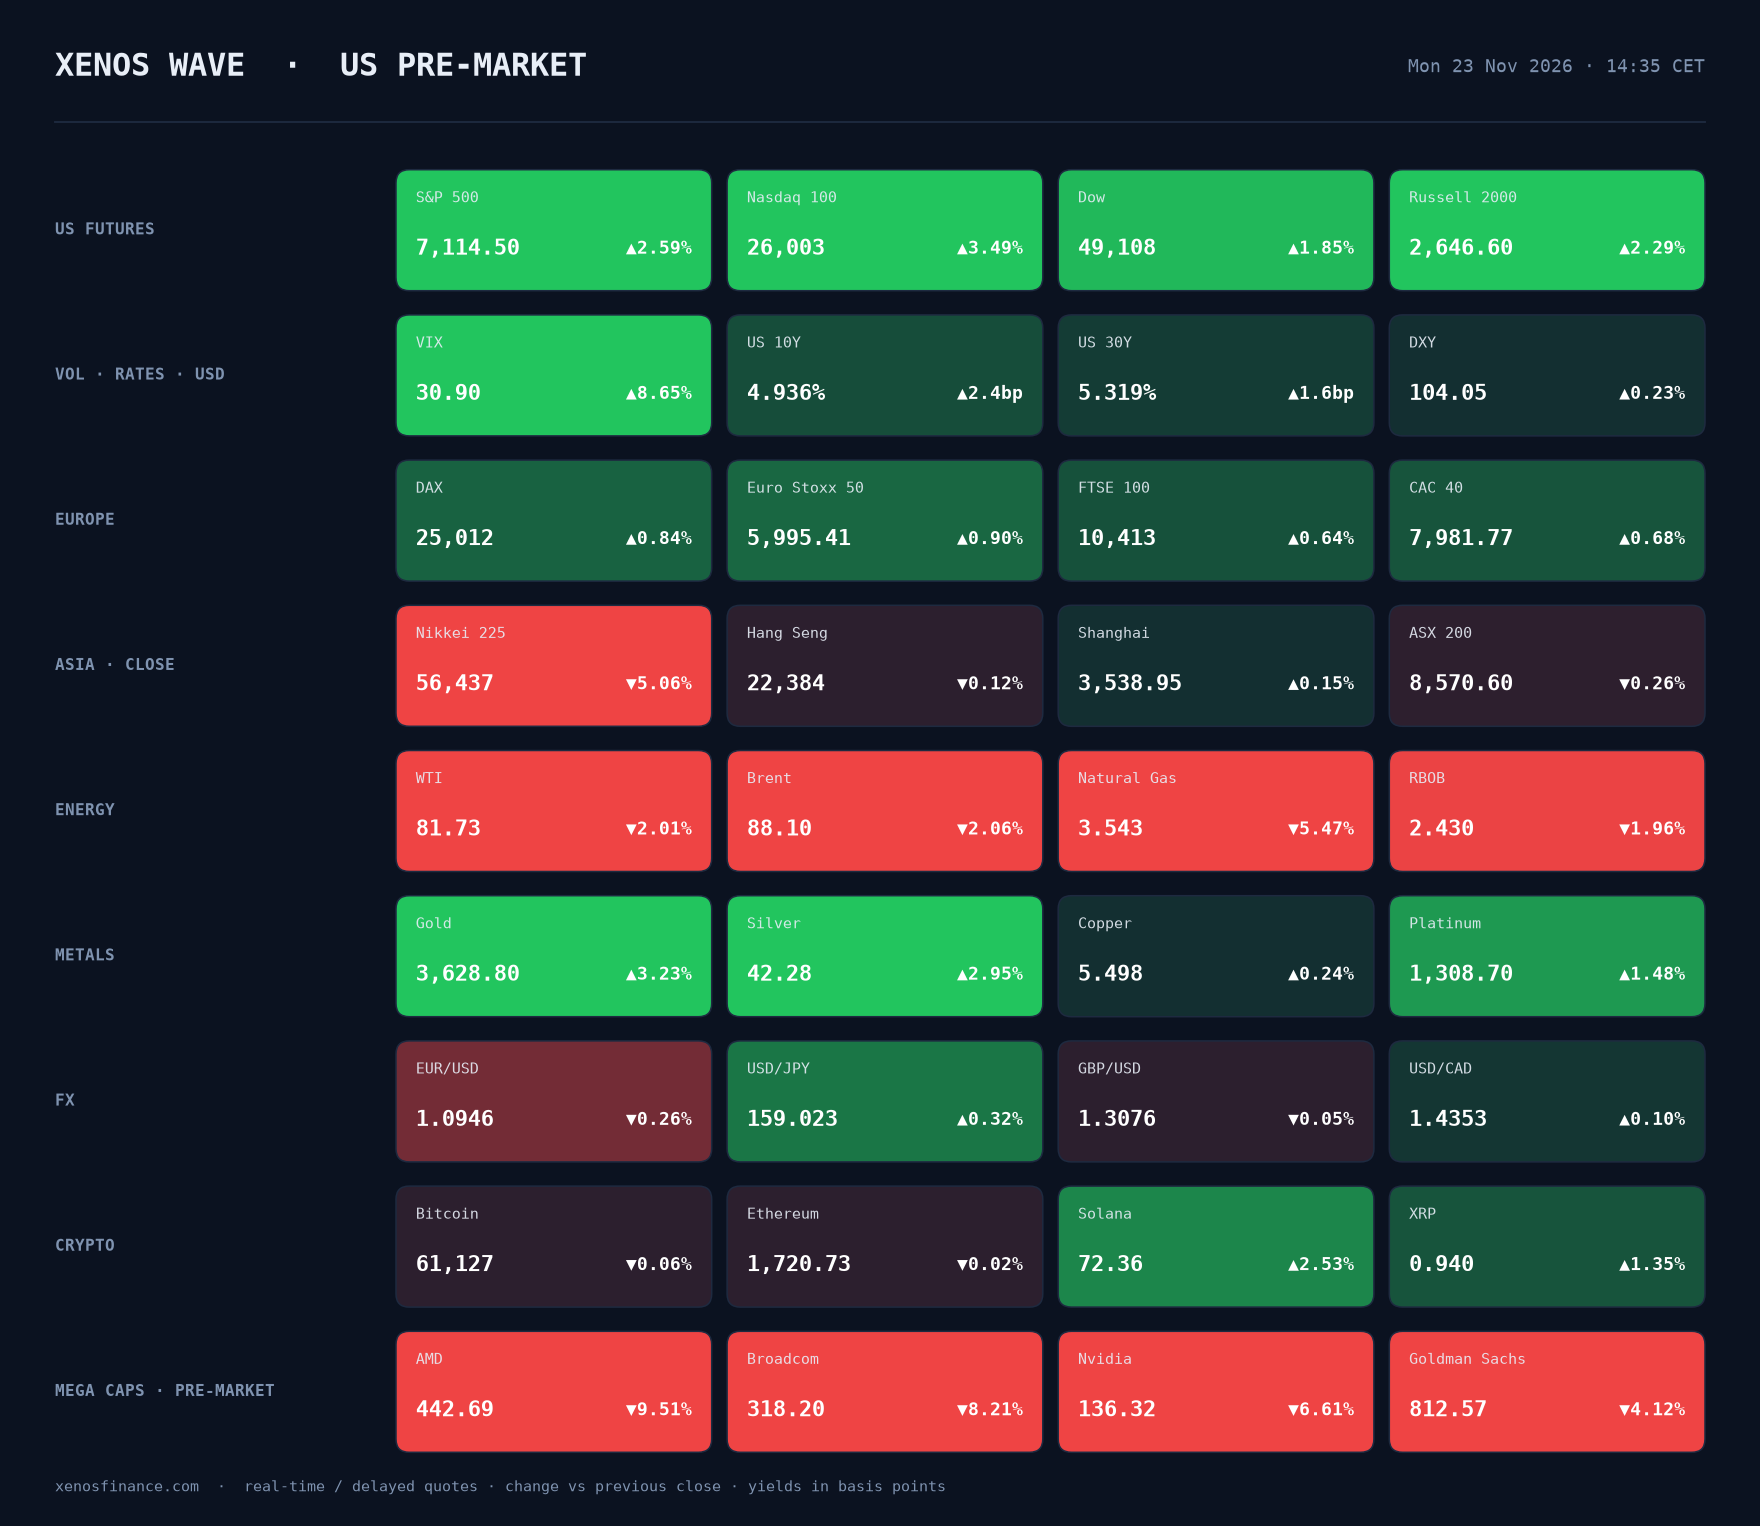 XENOS WAVE · US PRE-MARKET
Mon 23 Nov 2026 · 14:35 CET
US FUTURES
S&P 500
7,114.50 ▲2.59%
Nasdaq 100
26,003 ▲3.49%
Dow
49,108 ▲1.85%
Russell 2000
2,646.60 ▲2.29%
VOL · RATES · USD
VIX
30.90 ▲8.65%
US 10Y
4.936% ▲2.4bp
US 30Y
5.319% ▲1.6bp
DXY
104.05 ▲0.23%
EUROPE
DAX
25,012 ▲0.84%
Euro Stoxx 50
5,995.41 ▲0.90%
FTSE 100
10,413 ▲0.64%
CAC 40
7,981.77 ▲0.68%
ASIA · CLOSE
Nikkei 225
56,437 ▼5.06%
Hang Seng
22,384 ▼0.12%
Shanghai
3,538.95 ▲0.15%
ASX 200
8,570.60 ▼0.26%
ENERGY
WTI
81.73 ▼2.01%
Brent
88.10 ▼2.06%
Natural Gas
3.543 ▼5.47%
RBOB
2.430 ▼1.96%
METALS
Gold
3,628.80 ▲3.23%
Silver
42.28 ▲2.95%
Copper
5.498 ▲0.24%
Platinum
1,308.70 ▲1.48%
FX
EUR/USD
1.0946 ▼0.26%
USD/JPY
159.023 ▲0.32%
GBP/USD
1.3076 ▼0.05%
USD/CAD
1.4353 ▲0.10%
CRYPTO
Bitcoin
61,127 ▼0.06%
Ethereum
1,720.73 ▼0.02%
Solana
72.36 ▲2.53%
XRP
0.940 ▲1.35%
MEGA CAPS · PRE-MARKET
AMD
442.69 ▼9.51%
Broadcom
318.20 ▼8.21%
Nvidia
136.32 ▼6.61%
Goldman Sachs
812.57 ▼4.12%
xenosfinance.com · real-time / delayed quotes · change vs previous close · yields in basis points